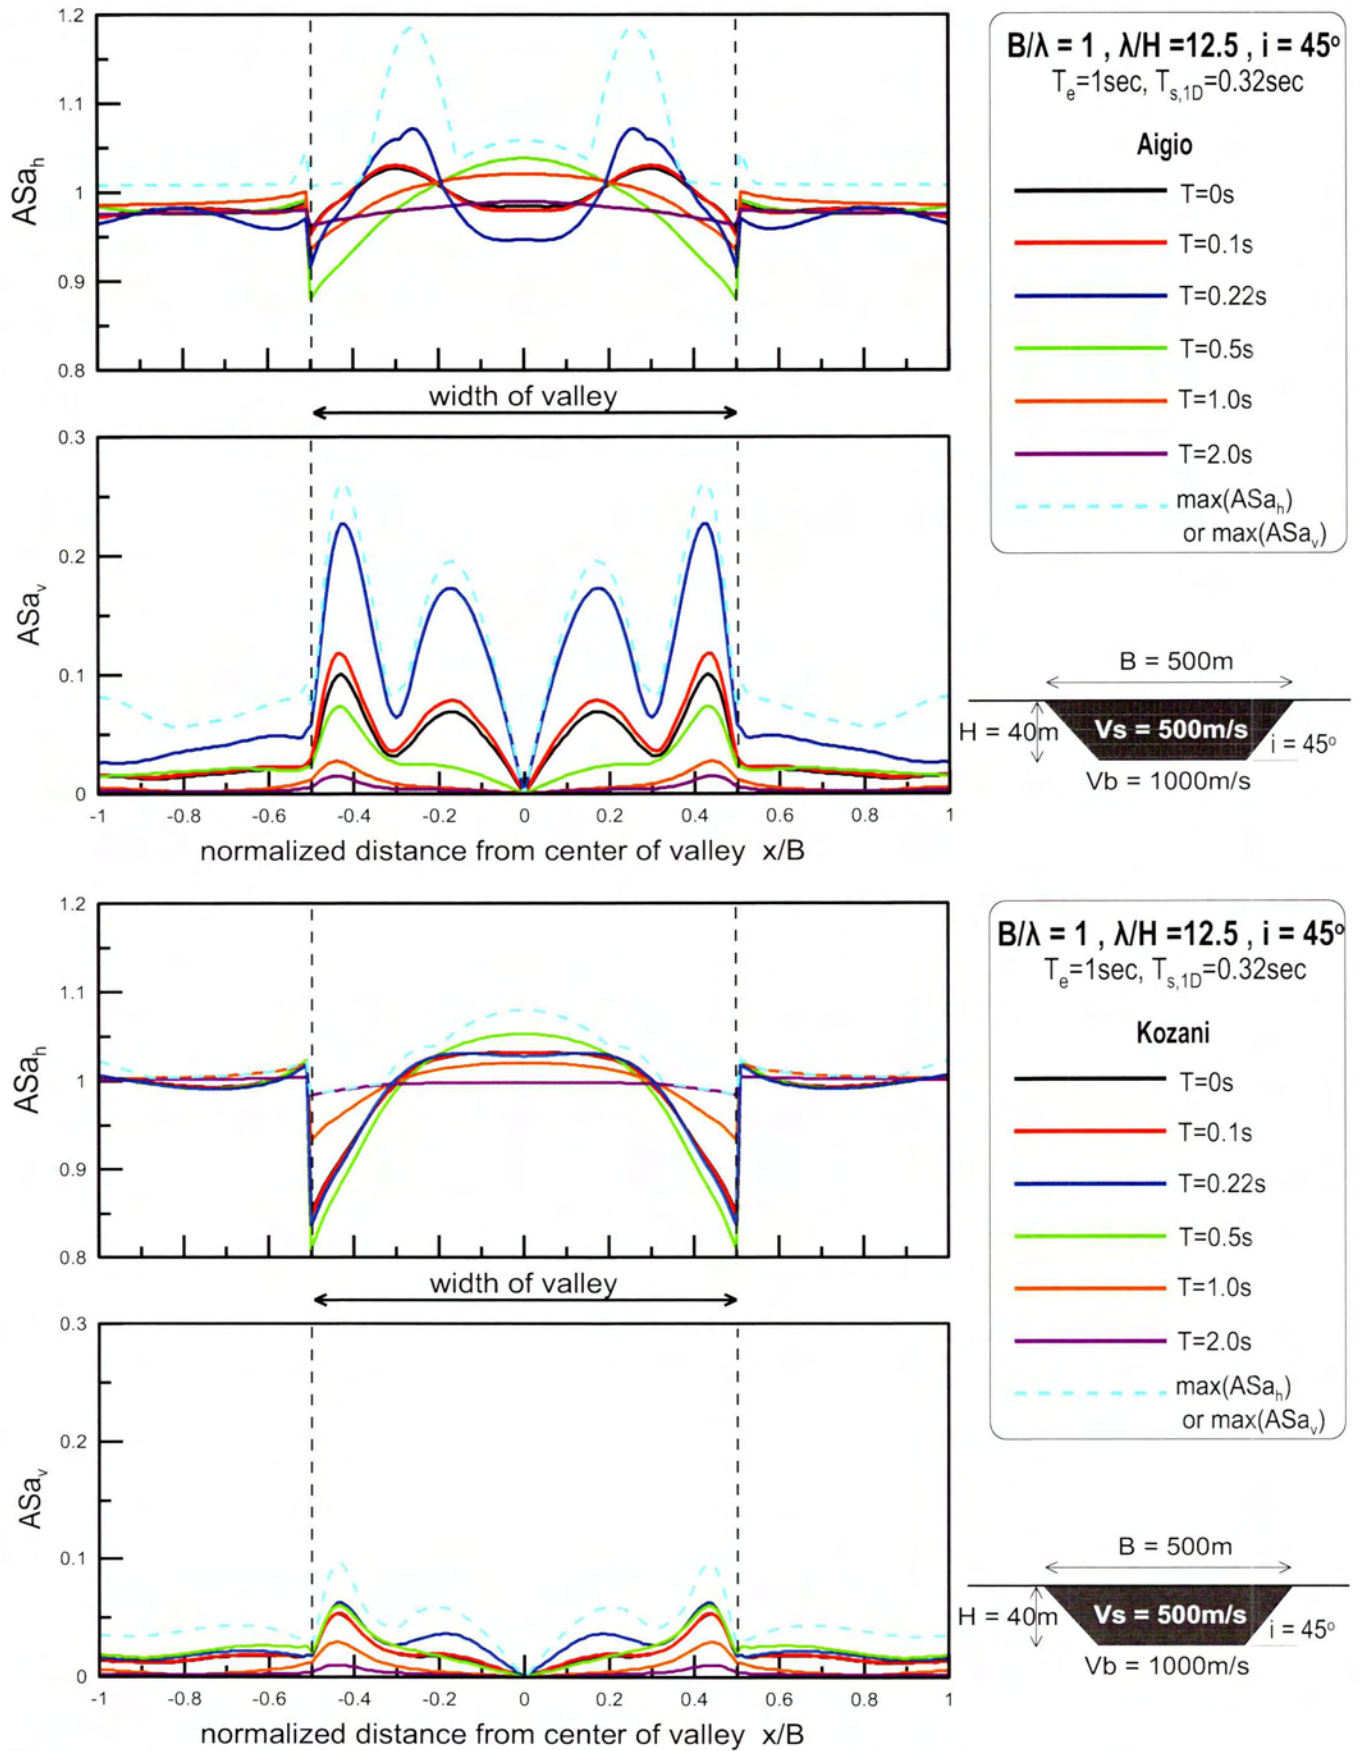 1.2
1.1
1
0.9
0.8
ASa_h
width of valley
0.3
0.2
0.1
0
ASa_v
-1 -0.8 -0.6 -0.4 -0.2 0 0.2 0.4 0.6 0.8 1
normalized distance from center of valley x/B
B/λ = 1 , λ/H =12.5 , i = 45º
T_e=1sec, T_s,1D=0.32sec
Aigio
T=0s
T=0.1s
T=0.22s
T=0.5s
T=1.0s
T=2.0s
max(ASa_h)
or max(ASa_v)
B = 500m
H = 40m Vs = 500m/s i = 45º
Vb = 1000m/s
1.2
1.1
1
0.9
0.8
ASa_h
width of valley
0.3
0.2
0.1
0
ASa_v
-1 -0.8 -0.6 -0.4 -0.2 0 0.2 0.4 0.6 0.8 1
normalized distance from center of valley x/B
B/λ = 1 , λ/H =12.5 , i = 45º
T_e=1sec, T_s,1D=0.32sec
Kozani
T=0s
T=0.1s
T=0.22s
T=0.5s
T=1.0s
T=2.0s
max(ASa_h)
or max(ASa_v)
B = 500m
H = 40m Vs = 500m/s i = 45º
Vb = 1000m/s